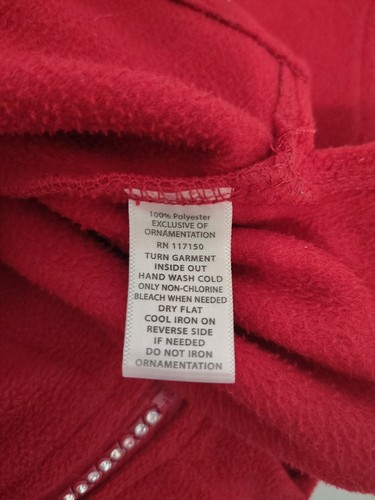 100% Polyester
EXCLUSIVE OF
ORNAMENTATION
RN 117150
TURN GARMENT
INSIDE OUT
HAND WASH COLD
ONLY NON-CHLORINE
BLEACH WHEN NEEDED
DRY FLAT
COOL IRON ON
REVERSE SIDE
IF NEEDED
DO NOT IRON
ORNAMENTATION